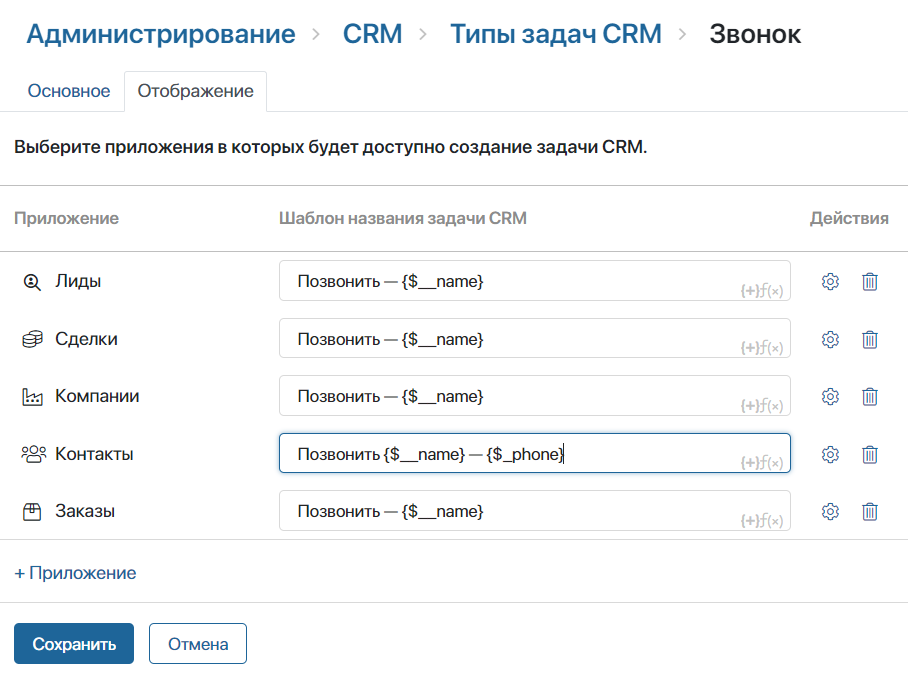 Администрирование > CRM > Типы задач CRM > Звонок
Основное Отображение
Выберите приложения в которых будет доступно создание задачи CRM.
Приложение Шаблон названия задачи CRM Действия
Лиды Позвонить — {$__name} {+}ƒ(×)
Сделки Позвонить — {$__name} {+}ƒ(×)
Компании Позвонить — {$__name} {+}ƒ(×)
Контакты Позвонить {$__name} — {$_phone} {+}ƒ(×)
Заказы Позвонить — {$__name} {+}ƒ(×)
+ Приложение
Сохранить Отмена